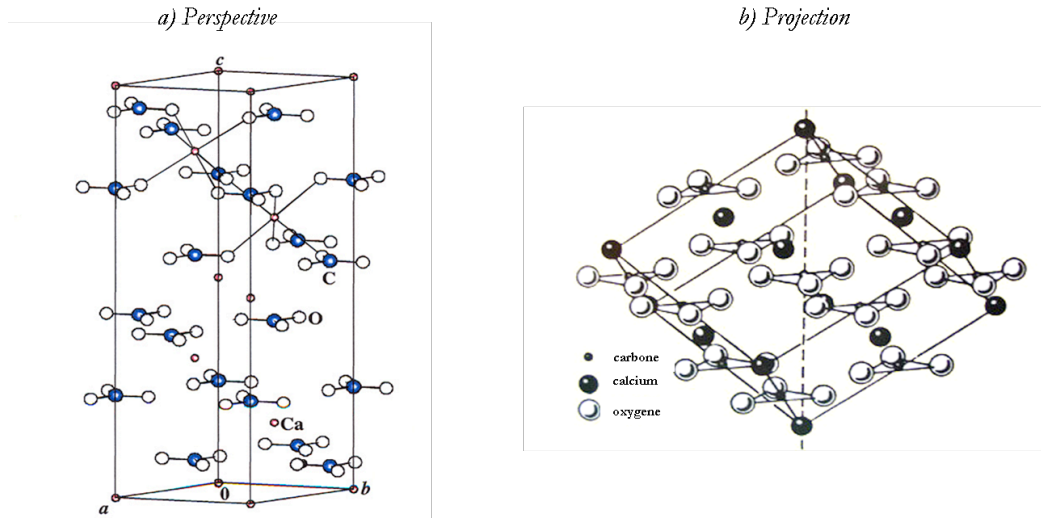 a) Perspective
b) Projection
c
C
O
Ca
0
b
a
carbone
calcium
oxygene